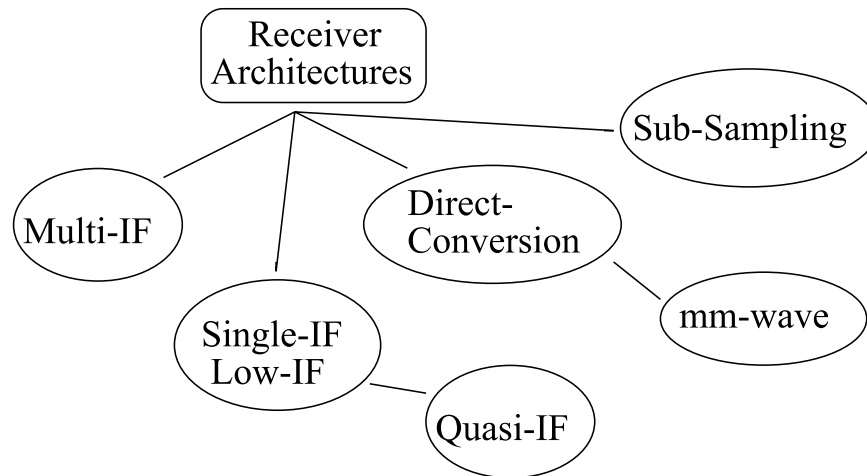 Receiver
Architectures
Sub-Sampling
Multi-IF
Direct-
Conversion
mm-wave
Single-IF
Low-IF
Quasi-IF